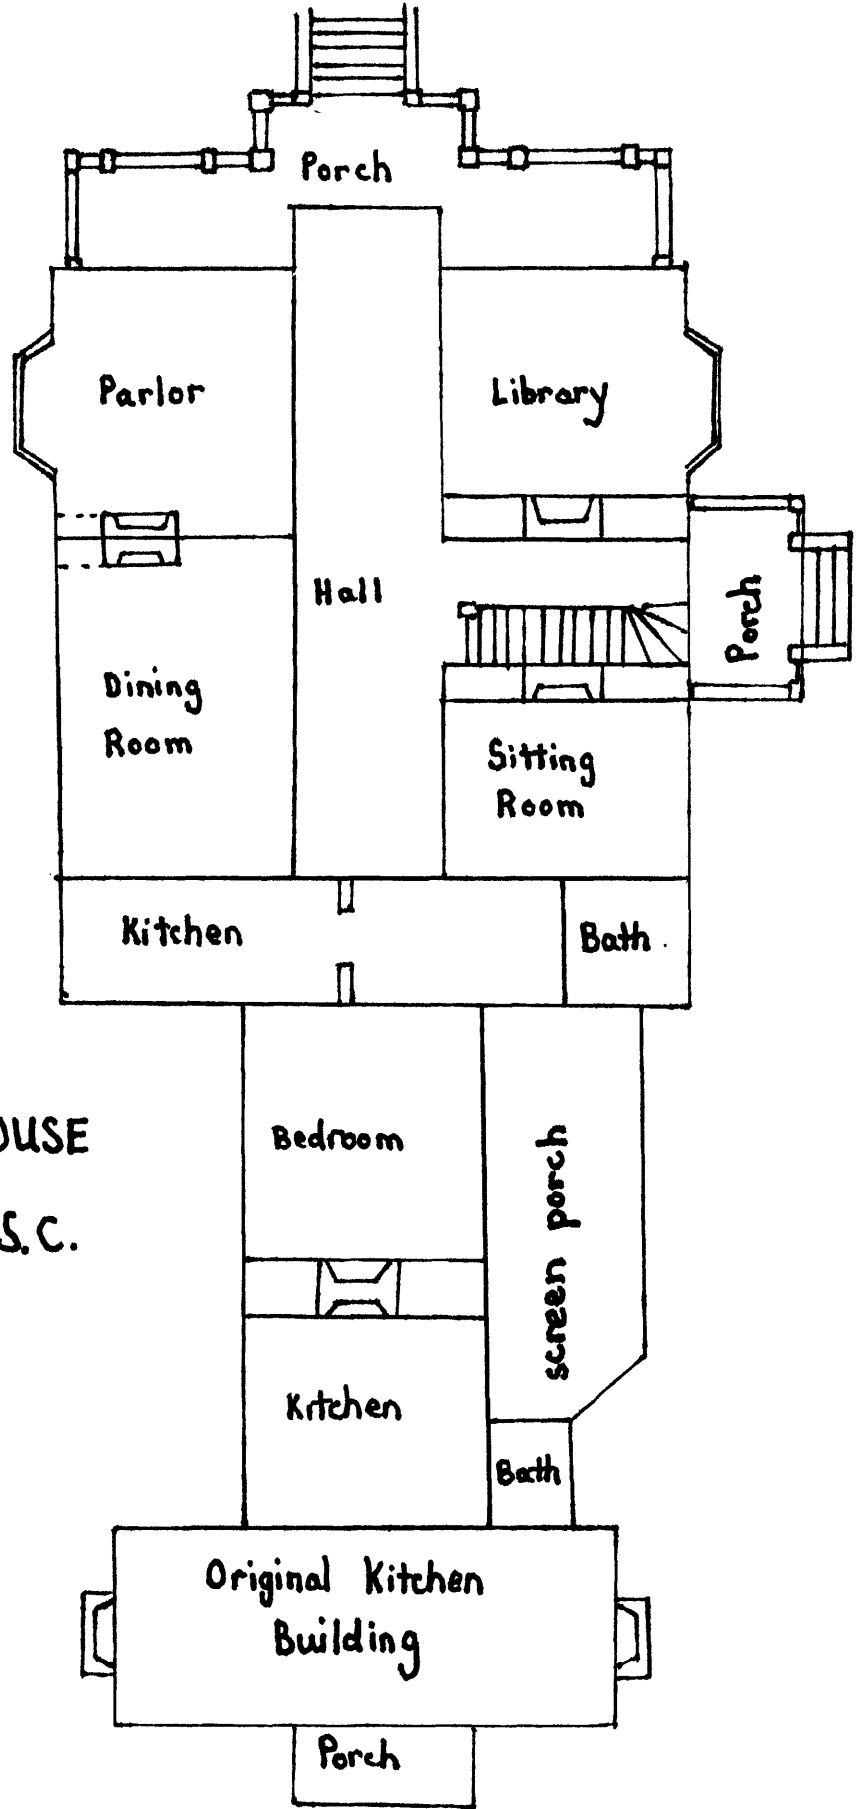 Porch
Parlor
Library
Hall
Porch
Dining
Room
Sitting
Room
Kitchen
Bath
Bedroom
OUSE
S.C.
screen porch
Kitchen
Bath
Original Kitchen
Building
Porch